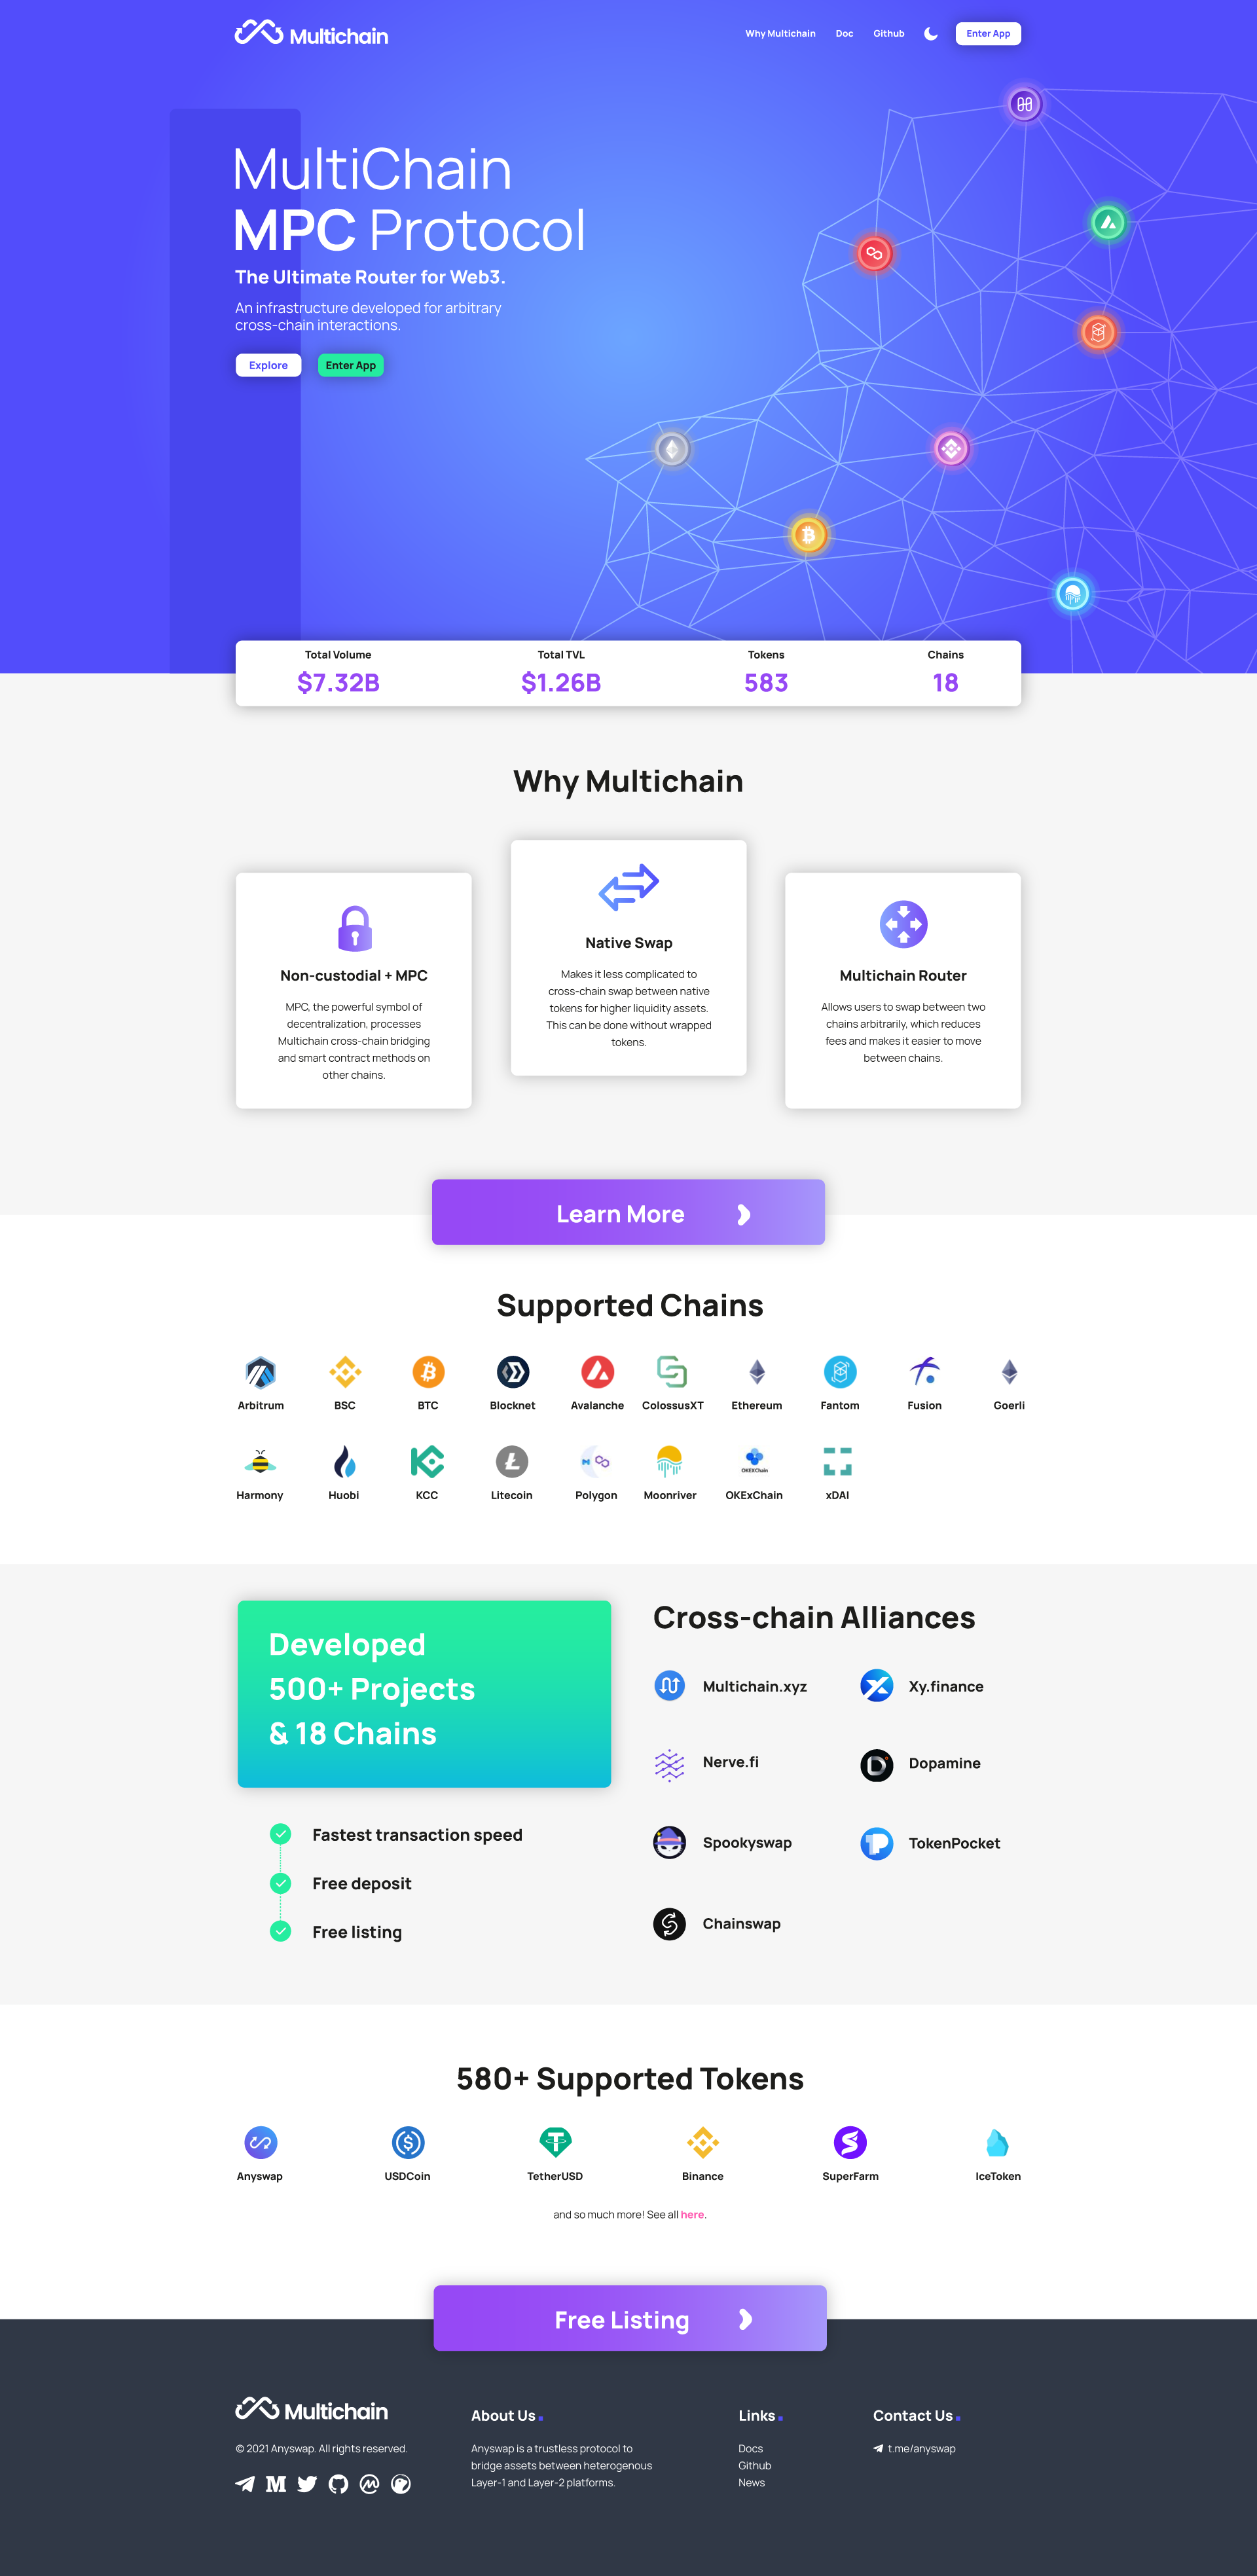 Multichain
Why Multichain
Doc
Github
Enter App
MultiChain
MPC Protocol
The Ultimate Router for Web3.
An infrastructure developed for arbitrary
cross-chain interactions.
Explore
Enter App
Total Volume
$7.32B
Total TVL
$1.26B
Tokens
583
Chains
18
Why Multichain
Non-custodial + MPC
MPC, the powerful symbol of
decentralization, processes
Multichain cross-chain bridging
and smart contract methods on
other chains.
Native Swap
Makes it less complicated to
cross-chain swap between native
tokens for higher liquidity assets.
This can be done without wrapped
tokens.
Multichain Router
Allows users to swap between two
chains arbitrarily, which reduces
fees and makes it easier to move
between chains.
Learn More
Supported Chains
Arbitrum
BSC
BTC
Blocknet
Avalanche
ColossusXT
Ethereum
Fantom
Fusion
Goerli
Harmony
Huobi
KCC
Litecoin
Polygon
Moonriver
OKEXChain
OKExChain
xDAI
Developed
500+ Projects
& 18 Chains
Fastest transaction speed
Free deposit
Free listing
Cross-chain Alliances
Multichain.xyz
Xy.finance
Nerve.fi
Dopamine
Spookyswap
TokenPocket
Chainswap
580+ Supported Tokens
Anyswap
USDCoin
TetherUSD
Binance
SuperFarm
IceToken
and so much more! See all here.
Free Listing
Multichain
© 2021 Anyswap. All rights reserved.
About Us
Anyswap is a trustless protocol to
bridge assets between heterogenous
Layer-1 and Layer-2 platforms.
Links
Docs
Github
News
Contact Us
t.me/anyswap